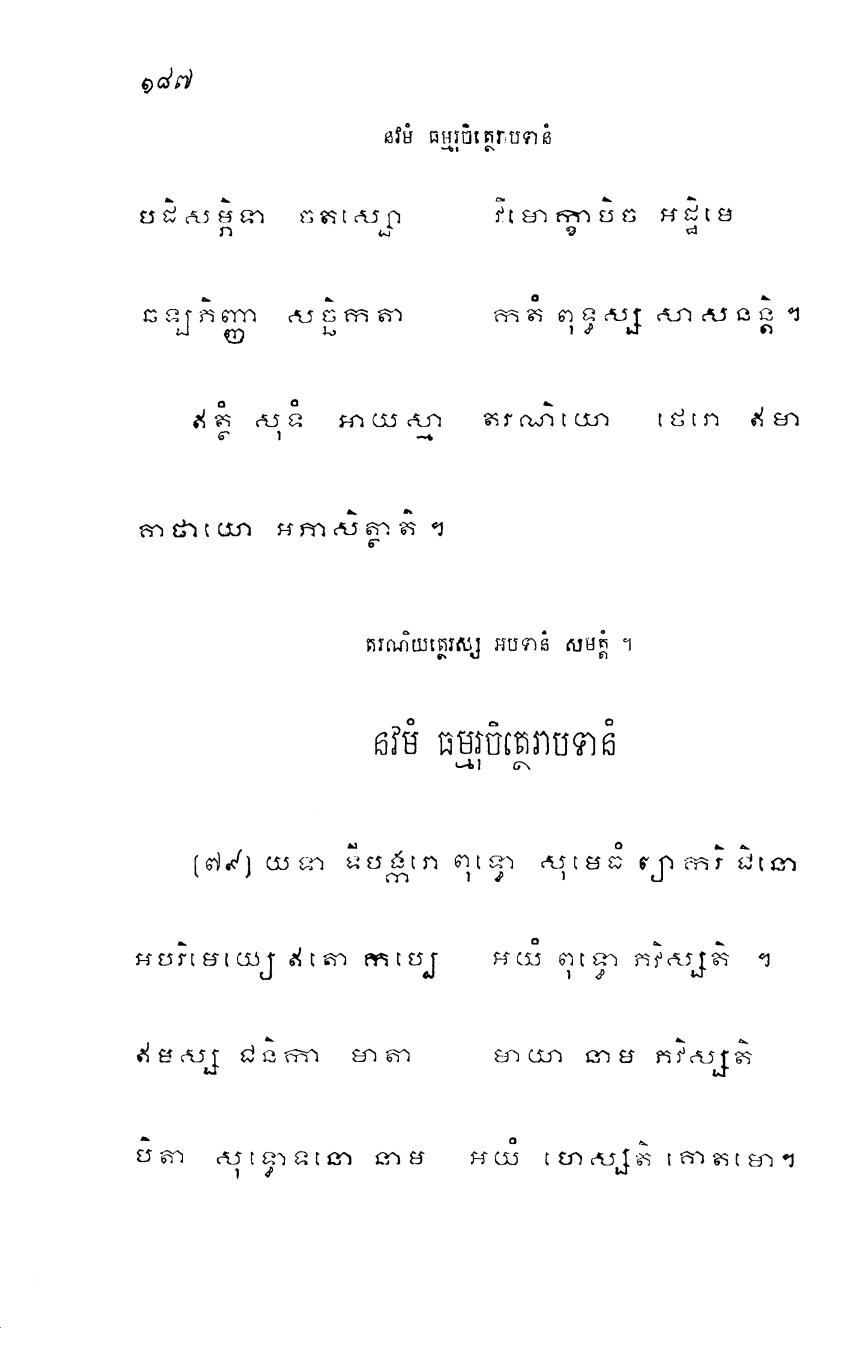 ១៨៧
នវមំ ធម្មរុចិត្ថេរាបទានំ
បដិសម្ភិទា ចតស្សោ វិមោក្ខាបិច អដ្ឋិមេ
ឆឡភិញ្ញា សច្ឆិកតា កតំ ពុទ្ធស្ស សាសនន្តិ ។
ឥត្ថំ សុទំ អាយស្មា តរណិយោ ថេរោ ឥមា
គាថាយោ អភាសិត្ថាតិ ។
តរណិយត្ថេរស្ស អបទានំ សមត្តំ ។
នវមំ ធម្មរុចិត្ថេរាបទានំ
[៧៩] យទា ទីបង្ករោ ពុទ្ធោ សុមេធំ ព្យាករិ ជិនោ
អបរិមេយ្យេ ឥតោ កប្បេ អយំ ពុទ្ធោ ភវិស្សតិ ។
ឥមស្ស ជនិកា មាតា មាយា នាម ភវិស្សតិ
បិតា សុទ្ធោទនោ នាម អយំ ហេស្សតិ គោតមោ។